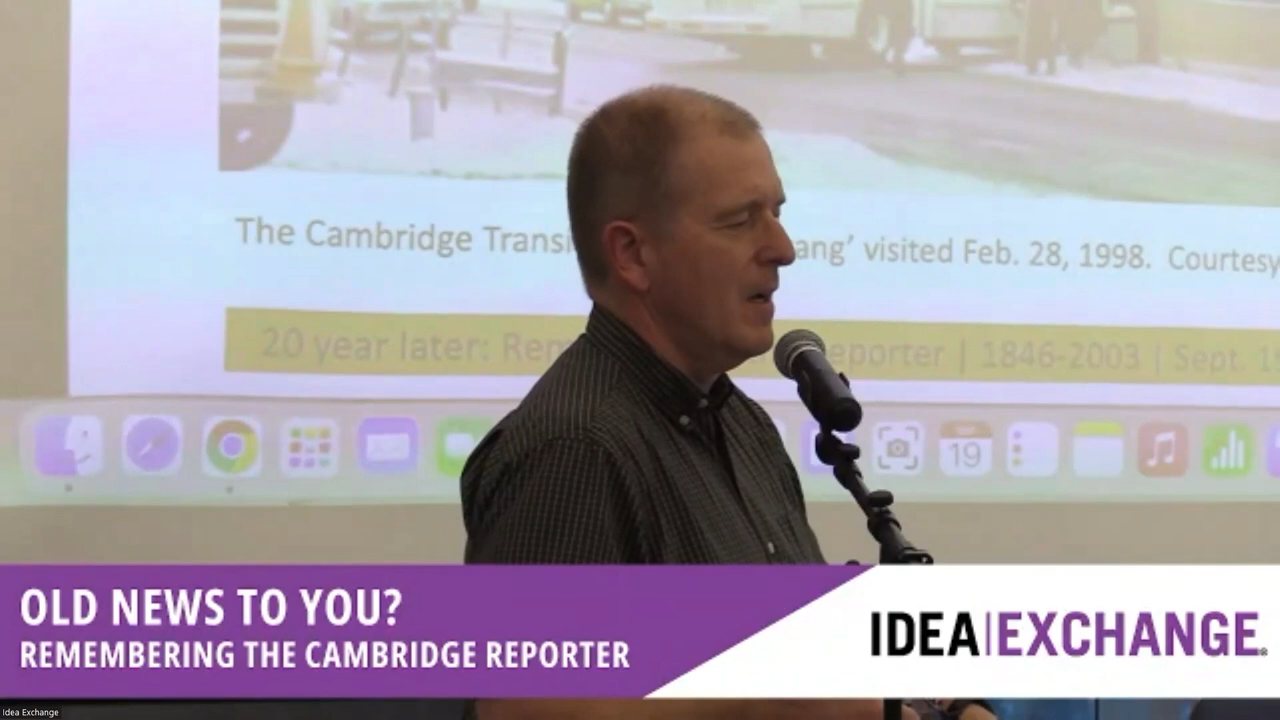 The Cambridge Transi ang’ visited Feb. 28, 1998. Courtesy
20 year later: Rem eporter | 1846-2003 | Sept. 1
19
OLD NEWS TO YOU?
REMEMBERING THE CAMBRIDGE REPORTER
IDEA|EXCHANGE®
Idea Exchange